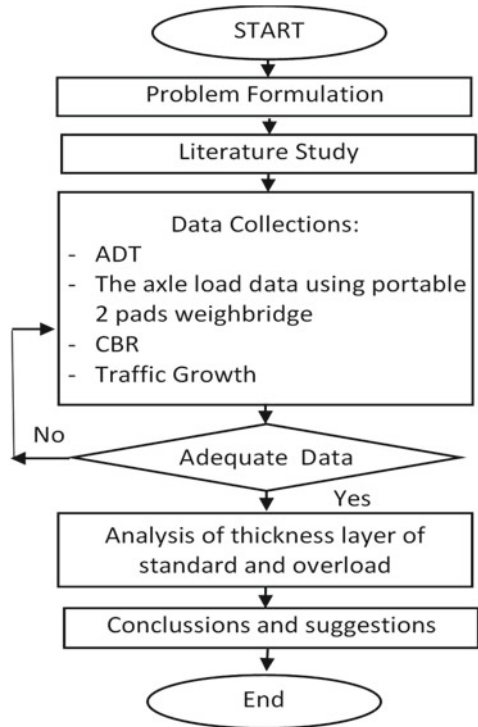 START
Problem Formulation
Literature Study
Data Collections:
- ADT
- The axle load data using portable
2 pads weighbridge
- CBR
- Traffic Growth
No
Adequate Data
Yes
Analysis of thickness layer of
standard and overload
Conclussions and suggestions
End